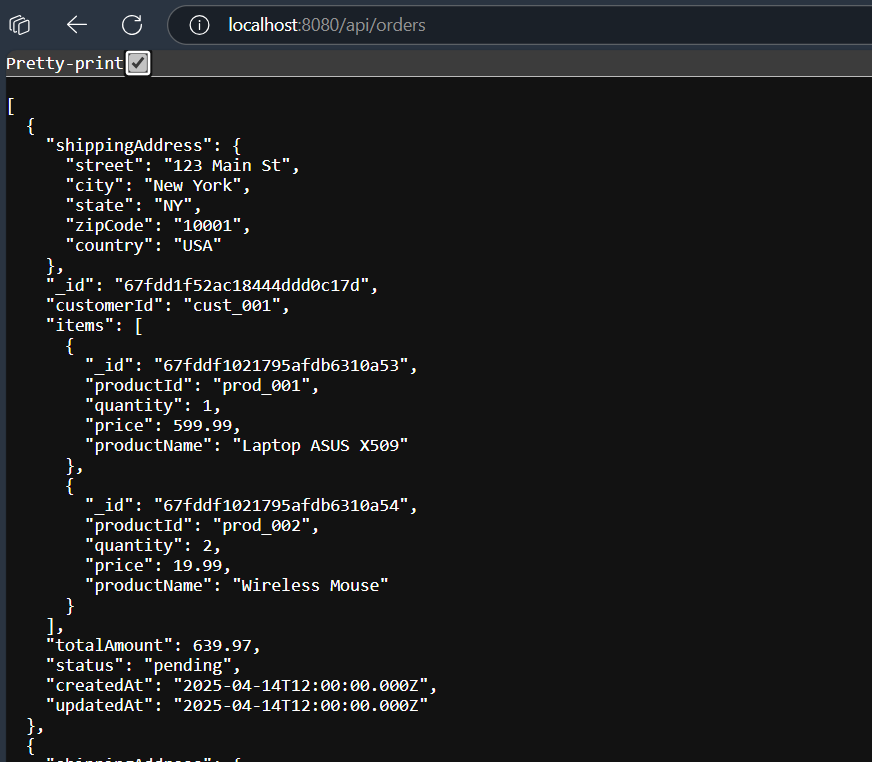 localhost:8080/api/orders
Pretty-print
[
  {
    "shippingAddress": {
      "street": "123 Main St",
      "city": "New York",
      "state": "NY",
      "zipCode": "10001",
      "country": "USA"
    },
    "_id": "67fdd1f52ac18444ddd0c17d",
    "customerId": "cust_001",
    "items": [
      {
        "_id": "67fddf1021795afdb6310a53",
        "productId": "prod_001",
        "quantity": 1,
        "price": 599.99,
        "productName": "Laptop ASUS X509"
      },
      {
        "_id": "67fddf1021795afdb6310a54",
        "productId": "prod_002",
        "quantity": 2,
        "price": 19.99,
        "productName": "Wireless Mouse"
      }
    ],
    "totalAmount": 639.97,
    "status": "pending",
    "createdAt": "2025-04-14T12:00:00.000Z",
    "updatedAt": "2025-04-14T12:00:00.000Z"
  },
  {